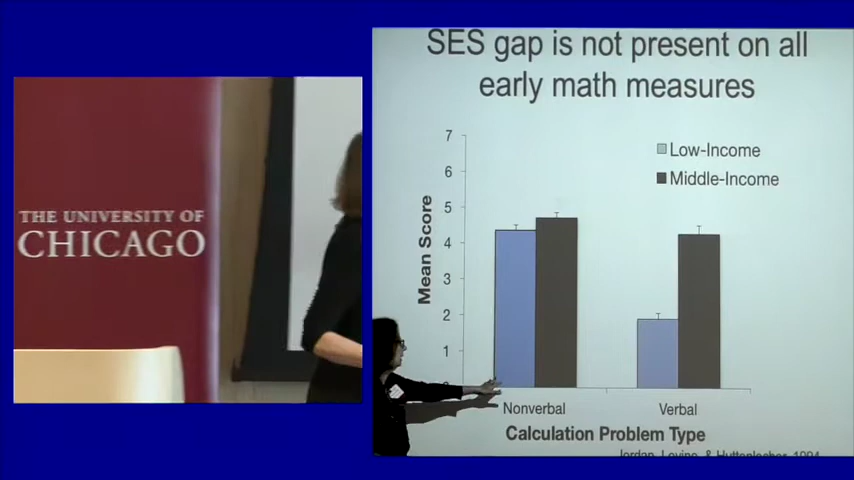 THE UNIVERSITY OF
CHICAGO
SES gap is not present on all
early math measures
7
6
5
4
3
2
1
Low-Income
Middle-Income
Mean Score
Nonverbal
Verbal
Calculation Problem Type
Jordan, Levine, & Huttenlocher, 1994